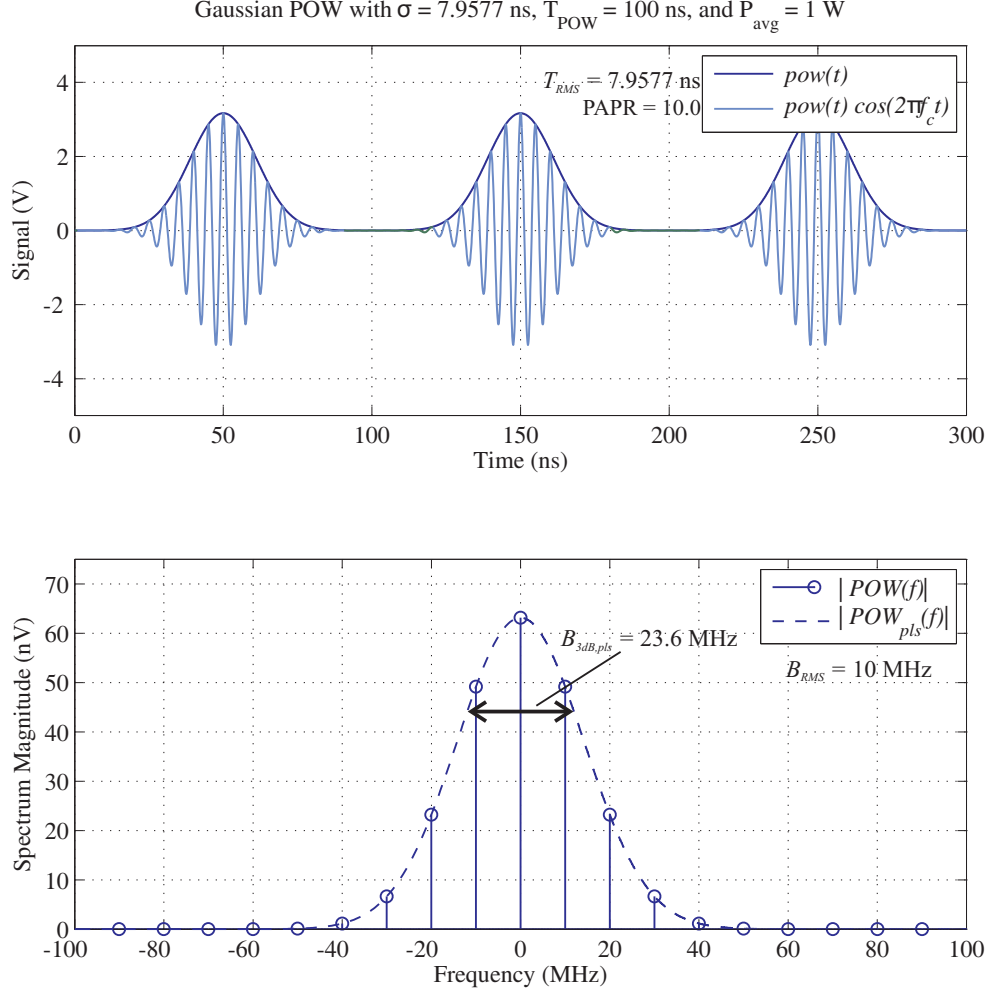 Gaussian POW with σ = 7.9577 ns, T_POW = 100 ns, and P_avg = 1 W
4
2
0
-2
-4
Signal (V)
T_RMS = 7.9577 ns
PAPR = 10.0
pow(t)
pow(t) cos(2πf_c t)
0 50 100 150 200 250 300
Time (ns)
70
60
50
40
30
20
10
0
Spectrum Magnitude (nV)
| POW(f)|
| POW_pls(f)|
B_3dB,pls = 23.6 MHz
B_RMS = 10 MHz
-100 -80 -60 -40 -20 0 20 40 60 80 100
Frequency (MHz)